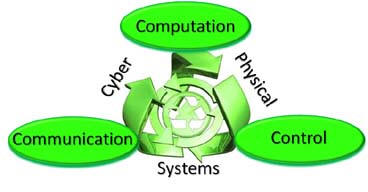 Computation
Cyber
Physical
Communication
Control
Systems